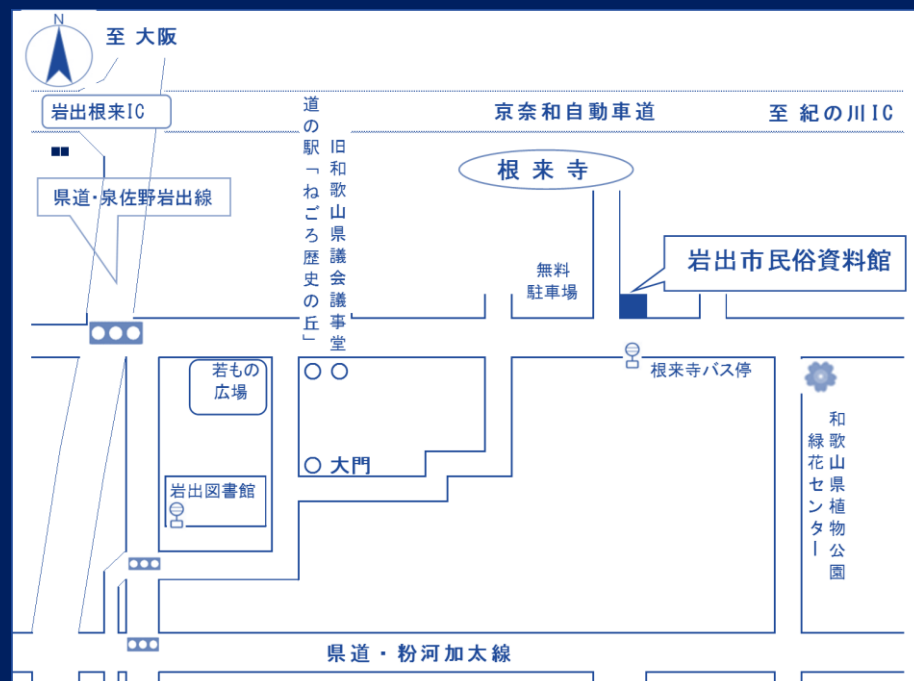 N
至 大阪
岩出根来IC
京奈和自動車道
至 紀の川IC
県道・泉佐野岩出線
道の駅「ねごろ歴史の丘」
旧和歌山県議会議事堂
根来寺
無料
駐車場
岩出市民俗資料館
若もの
広場
根来寺バス停
大門
岩出図書館
和歌山県植物公園
緑花センター
県道・粉河加太線